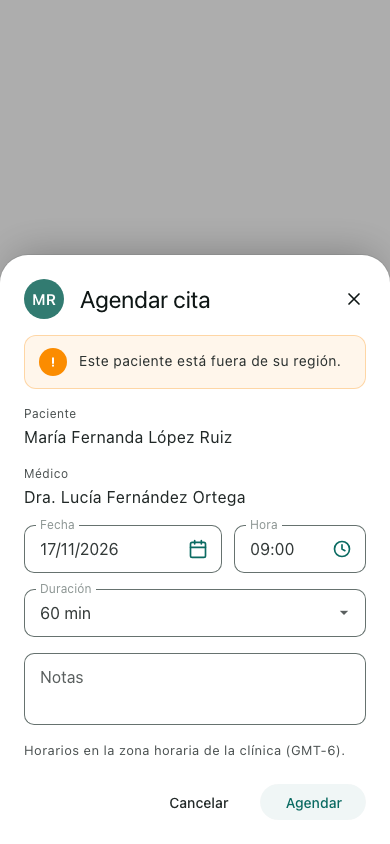 MR
Agendar cita
!
Este paciente está fuera de su región.
Paciente
María Fernanda López Ruiz
Médico
Dra. Lucía Fernández Ortega
Fecha
17/11/2026
Hora
09:00
Duración
60 min
Notas
Horarios en la zona horaria de la clínica (GMT-6).
Cancelar
Agendar